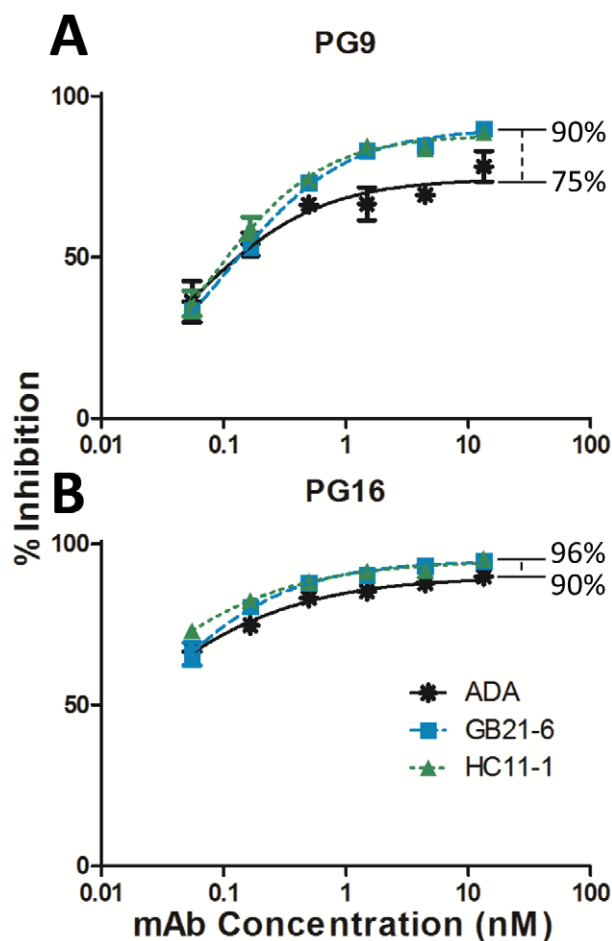 A
PG9
100
90%
75%
50
0
0.01 0.1 1 10 100
% Inhibition
B
PG16
100
96%
90%
50
ADA
GB21-6
HC11-1
0
0.01 0.1 1 10 100
mAb Concentration (nM)